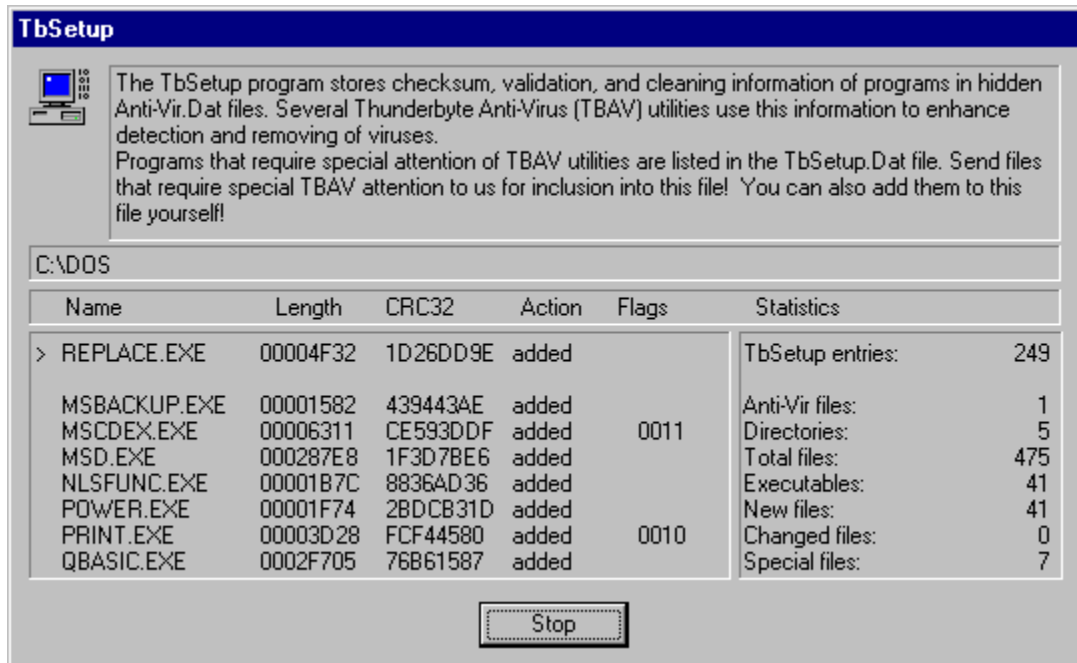 TbSetup
The TbSetup program stores checksum, validation, and cleaning information of programs in hidden
Anti-Vir.Dat files. Several Thunderbyte Anti-Virus (TBAV) utilities use this information to enhance
detection and removing of viruses.
Programs that require special attention of TBAV utilities are listed in the TbSetup.Dat file. Send files
that require special TBAV attention to us for inclusion into this file! You can also add them to this
file yourself!
C:\DOS
Name Length CRC32 Action Flags Statistics
> REPLACE.EXE 00004F32 1D26DD9E added TbSetup entries: 249
MSBACKUP.EXE 00001582 439443AE added Anti-Vir files: 1
MSCDEX.EXE 00006311 CE593DDF added 0011 Directories: 5
MSD.EXE 000287E8 1F3D7BE6 added Total files: 475
NLSFUNC.EXE 00001B7C 8836AD36 added Executables: 41
POWER.EXE 00001F74 2BDCB31D added New files: 41
PRINT.EXE 00003D28 FCF44580 added 0010 Changed files: 0
QBASIC.EXE 0002F705 76B61587 added Special files: 7
Stop